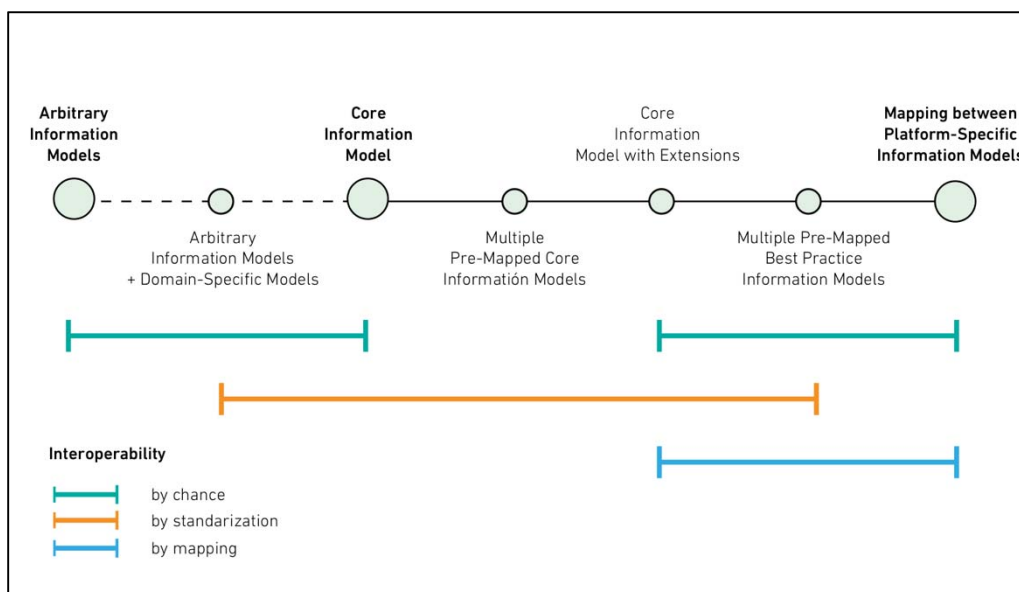 Arbitrary
Information
Models
Core
Information
Model
Core
Information
Model with Extensions
Mapping between
Platform-Specific
Information Models
Arbitrary
Information Models
+ Domain-Specific Models
Multiple
Pre-Mapped Core
Informatión Models
Multiple Pre-Mapped
Best Practice
Information Models
Interoperability
by chance
by standarization
by mapping